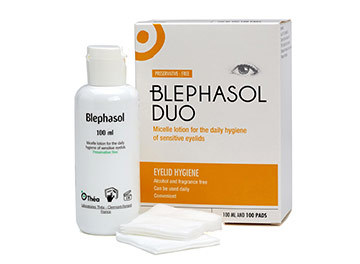 PRESERVATIVE - FREE
BLEPHASOL
DUO
Micelle lotion for the daily hygiene
of sensitive eyelids
EYELID HYGIENE
Alcohol and fragrance free
Can be used daily
Convenient
100 ml AND 100 PADS
Blephasol
100 ml
Micelle lotion for the daily
hygiene of sensitive eyelids
Preservative free
Théa